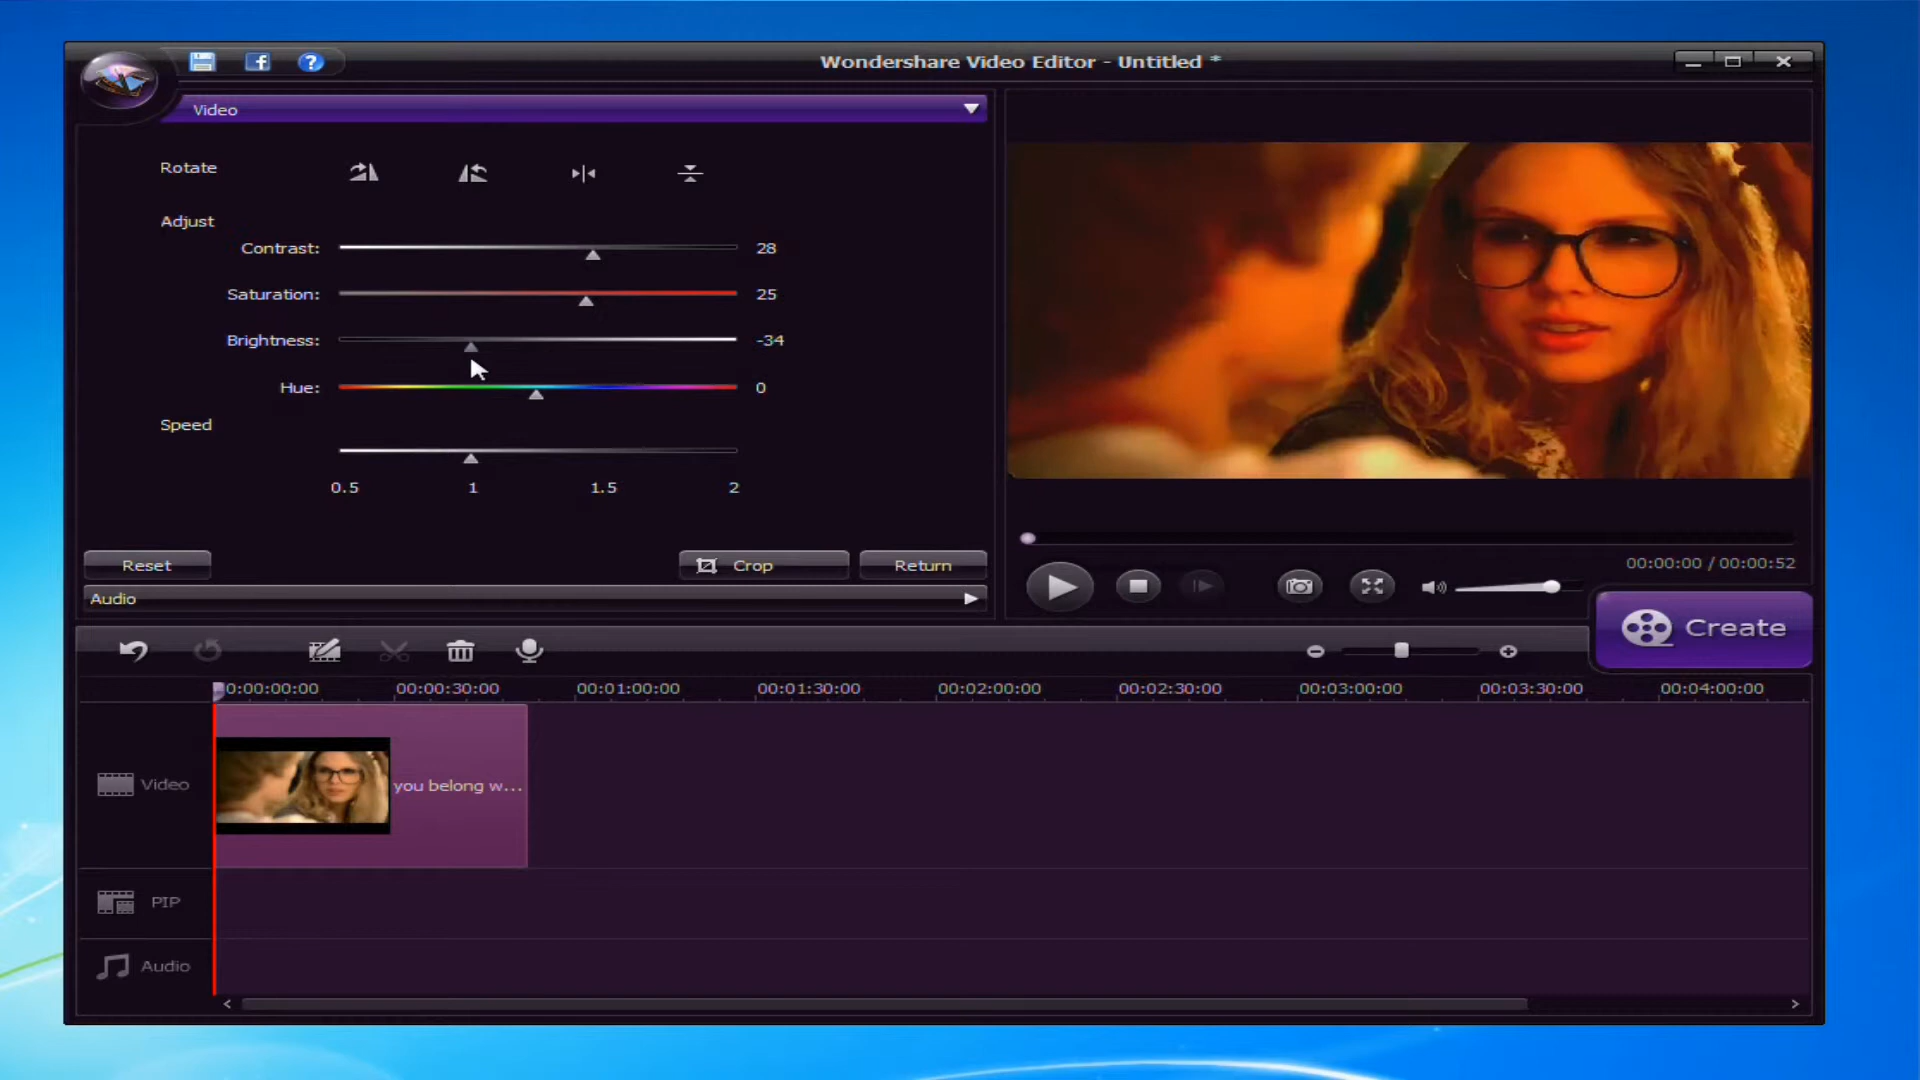 Wondershare Video Editor - Untitled *
Video
Rotate
Adjust
Contrast: 28
Saturation: 25
Brightness: -34
Hue: 0
Speed
0.5 1 1.5 2
Reset Crop Return
Audio
00:00:00 / 00:00:52
Create
0:00:00:00 00:00:30:00 00:01:00:00 00:01:30:00 00:02:00:00 00:02:30:00 00:03:00:00 00:03:30:00 00:04:00:00
Video you belong w...
PIP
Audio